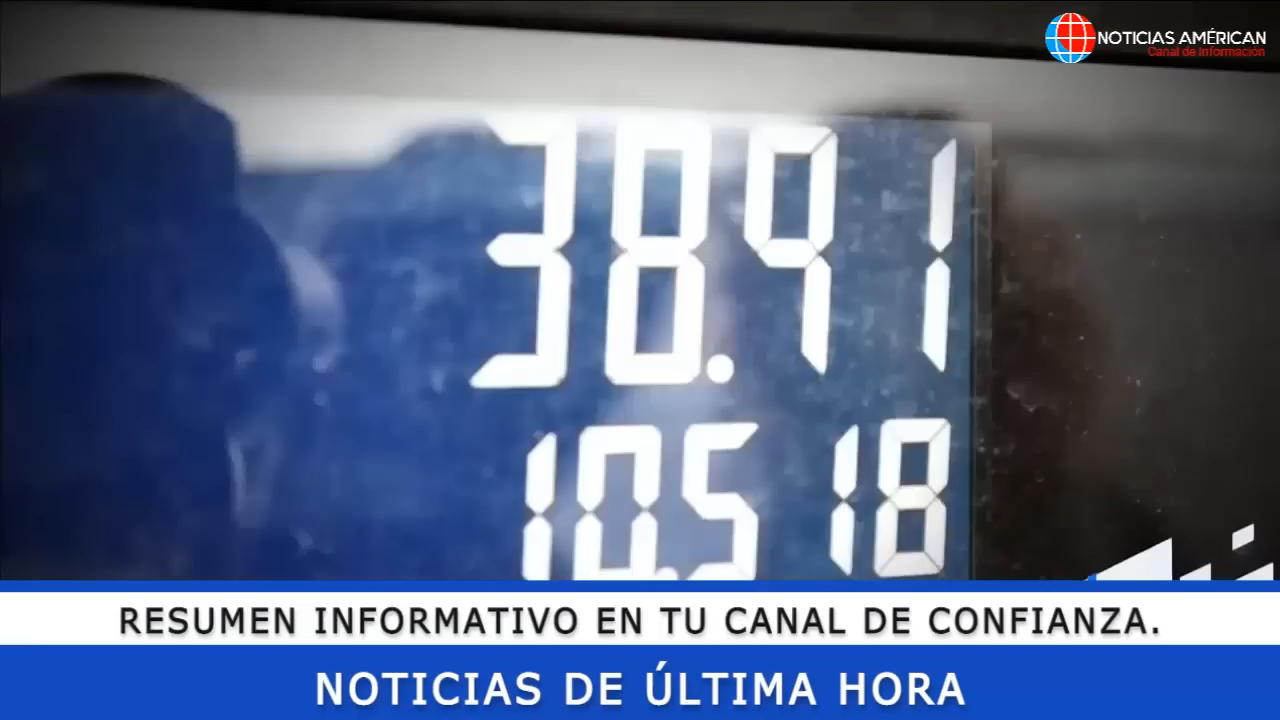 NOTICIAS AMÉRICAN
Canal de Información
38.91
10.518
RESUMEN INFORMATIVO EN TU CANAL DE CONFIANZA.
NOTICIAS DE ÚLTIMA HORA